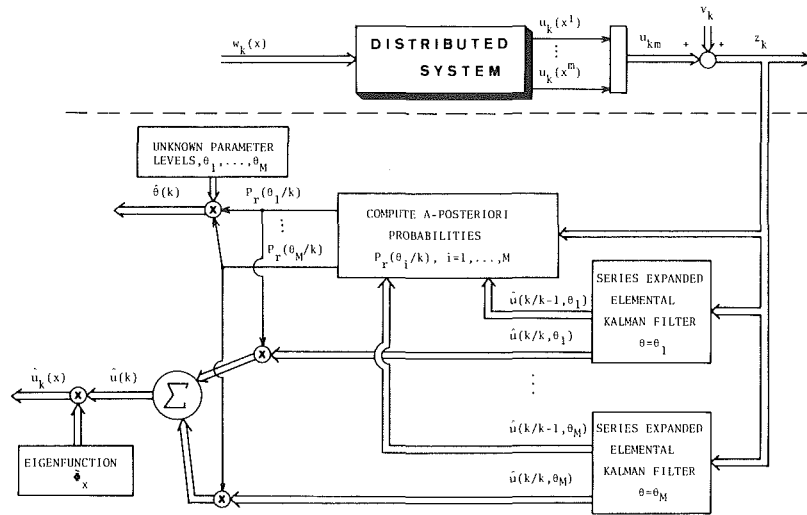 w_k(x)
DISTRIBUTED
SYSTEM
u_k(x^1)
⋮
u_k(x^m)
u_km
v_k
+ +
z_k
UNKNOWN PARAMETER
LEVELS,θ_1,...,θ_M
θ̂(k)
x
P_r(θ_1/k)
⋮
P_r(θ_M/k)
COMPUTE A-POSTERIORI
PROBABILITIES
P_r(θ_i/k), i=1,...,M
SERIES EXPANDED
ELEMENTAL
KALMAN FILTER
θ=θ_1
û(k/k-1,θ_1)
û(k/k,θ_1)
x
⋮
û_k(x)
x
û(k)
Σ
û(k/k-1,θ_M)
û(k/k,θ_M)
SERIES EXPANDED
ELEMENTAL
KALMAN FILTER
θ=θ_M
EIGENFUNCTION
Φ̃_x
x